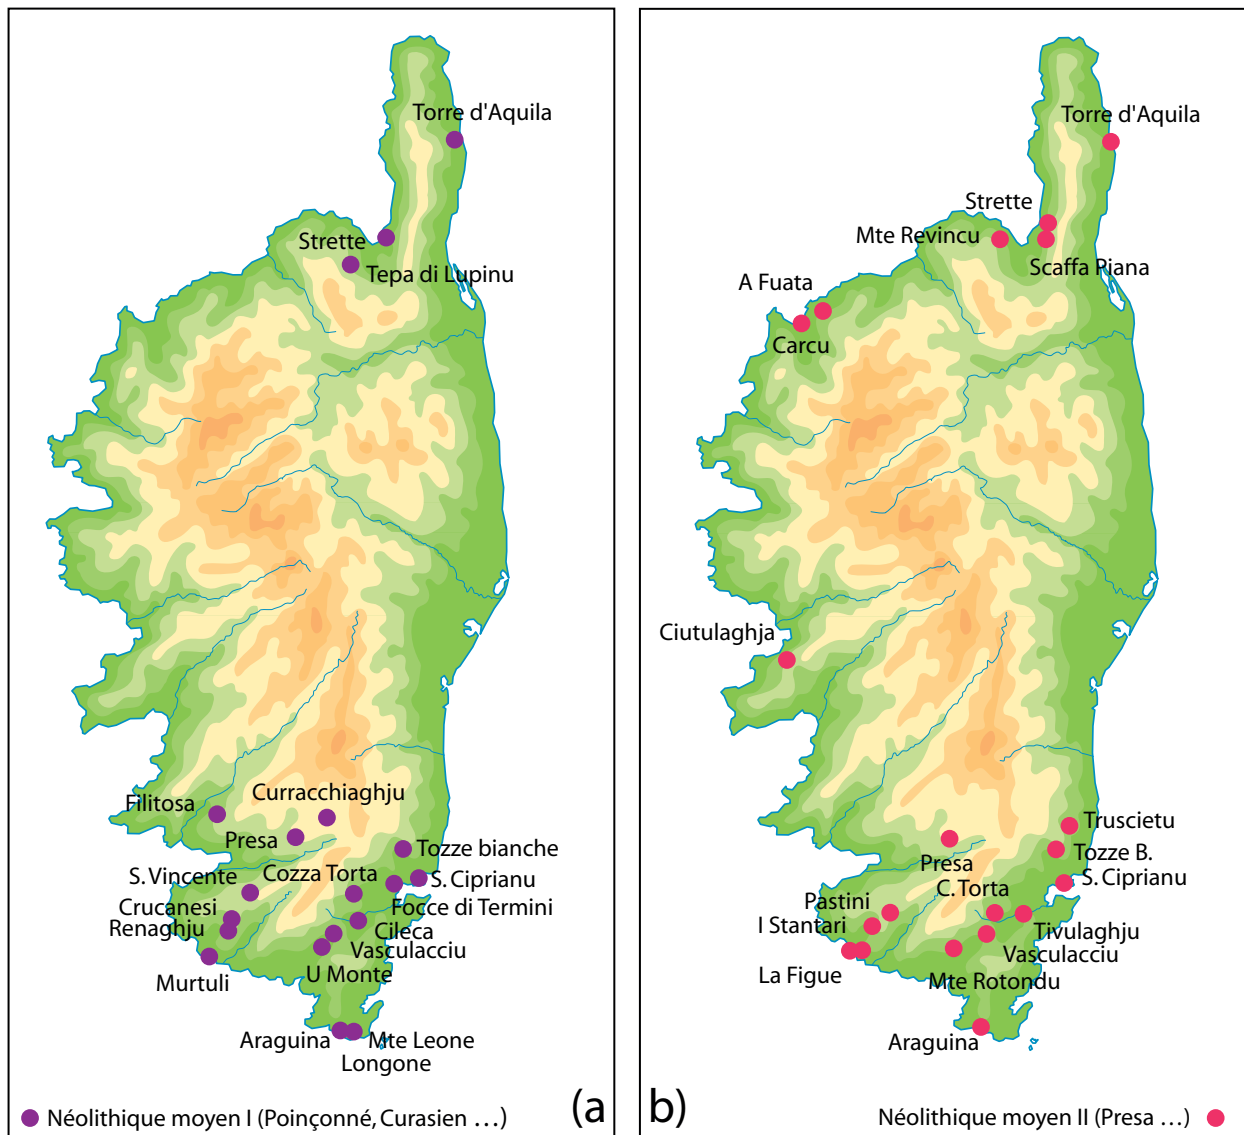 Torre d'Aquila
Strette
Tepa di Lupinu
Curracchiaghju
Filitosa
Presa
Tozze bianche
Cozza Torta
S. Vincente
S. Ciprianu
Crucanesi
Focce di Termini
Renaghju
Cileca
Vasculacciu
U Monte
Murtuli
Araguina
Mte Leone
Longone
Néolithique moyen I (Poinçonné, Curasien ...)
(a
Torre d'Aquila
Strette
Mte Revincu
Scaffa Piana
A Fuata
Carcu
Ciutulaghja
Truscietu
Tozze B.
Presa
S. Ciprianu
C. Torta
Pastini
I Stantari
Tivulaghju
Vasculacciu
La Figue
Mte Rotondu
Araguina
b)
Néolithique moyen II (Presa ...)